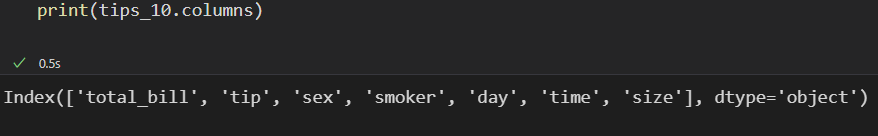 print(tips_10.columns)
✓ 0.5s
Index(['total_bill', 'tip', 'sex', 'smoker', 'day', 'time', 'size'], dtype='object')